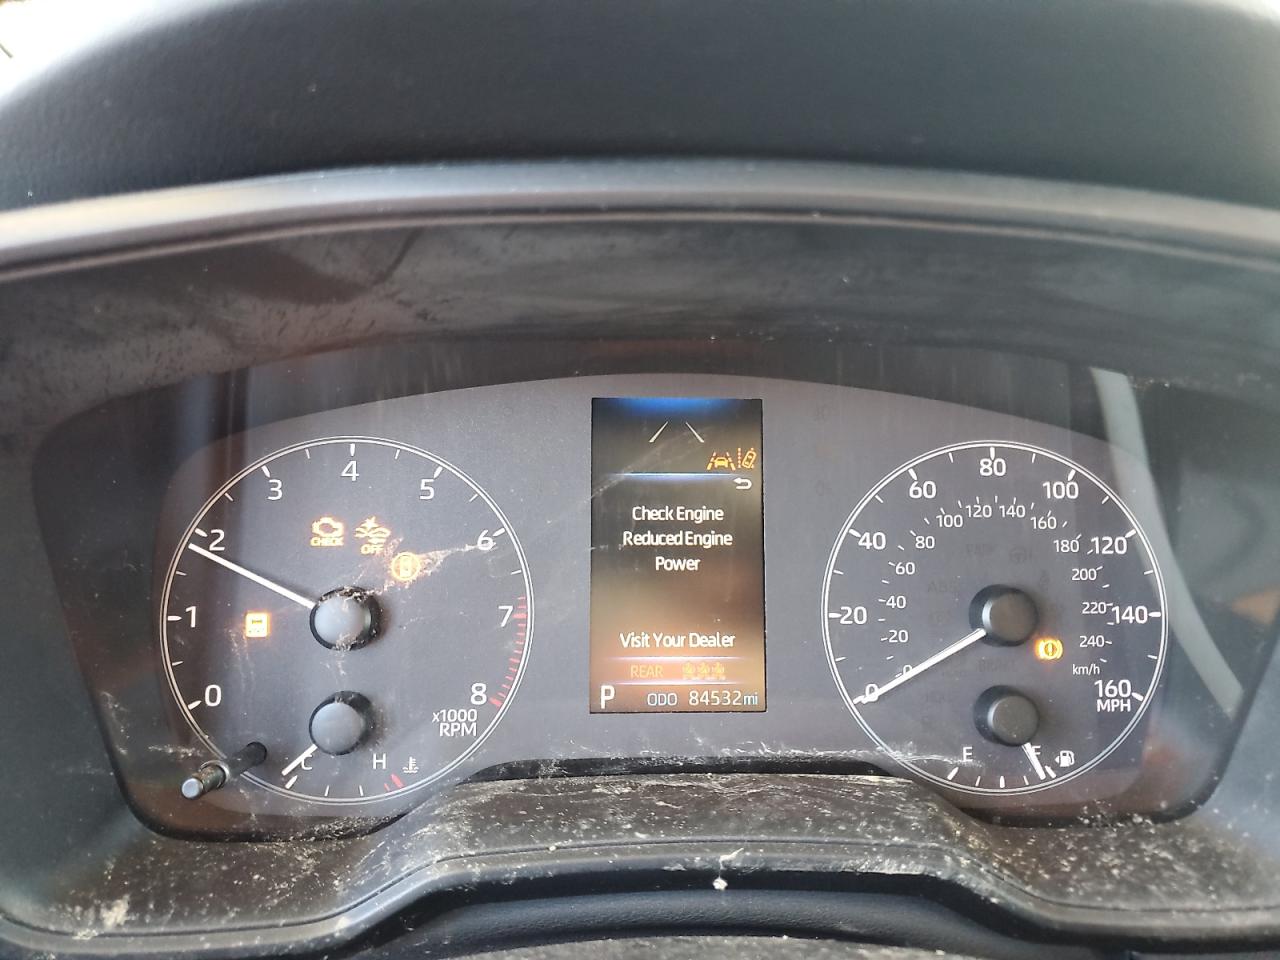 0
1
2
3
4
5
6
7
8
x1000
RPM
CHECK
OFF
C
H
Check Engine
Reduced Engine
Power
Visit Your Dealer
REAR
P ODO 84532mi
0
20
40
60
80
100
120
140
160
MPH
0
20
40
60
80
100
120
140
160
180
200
220
240
km/h
E
F